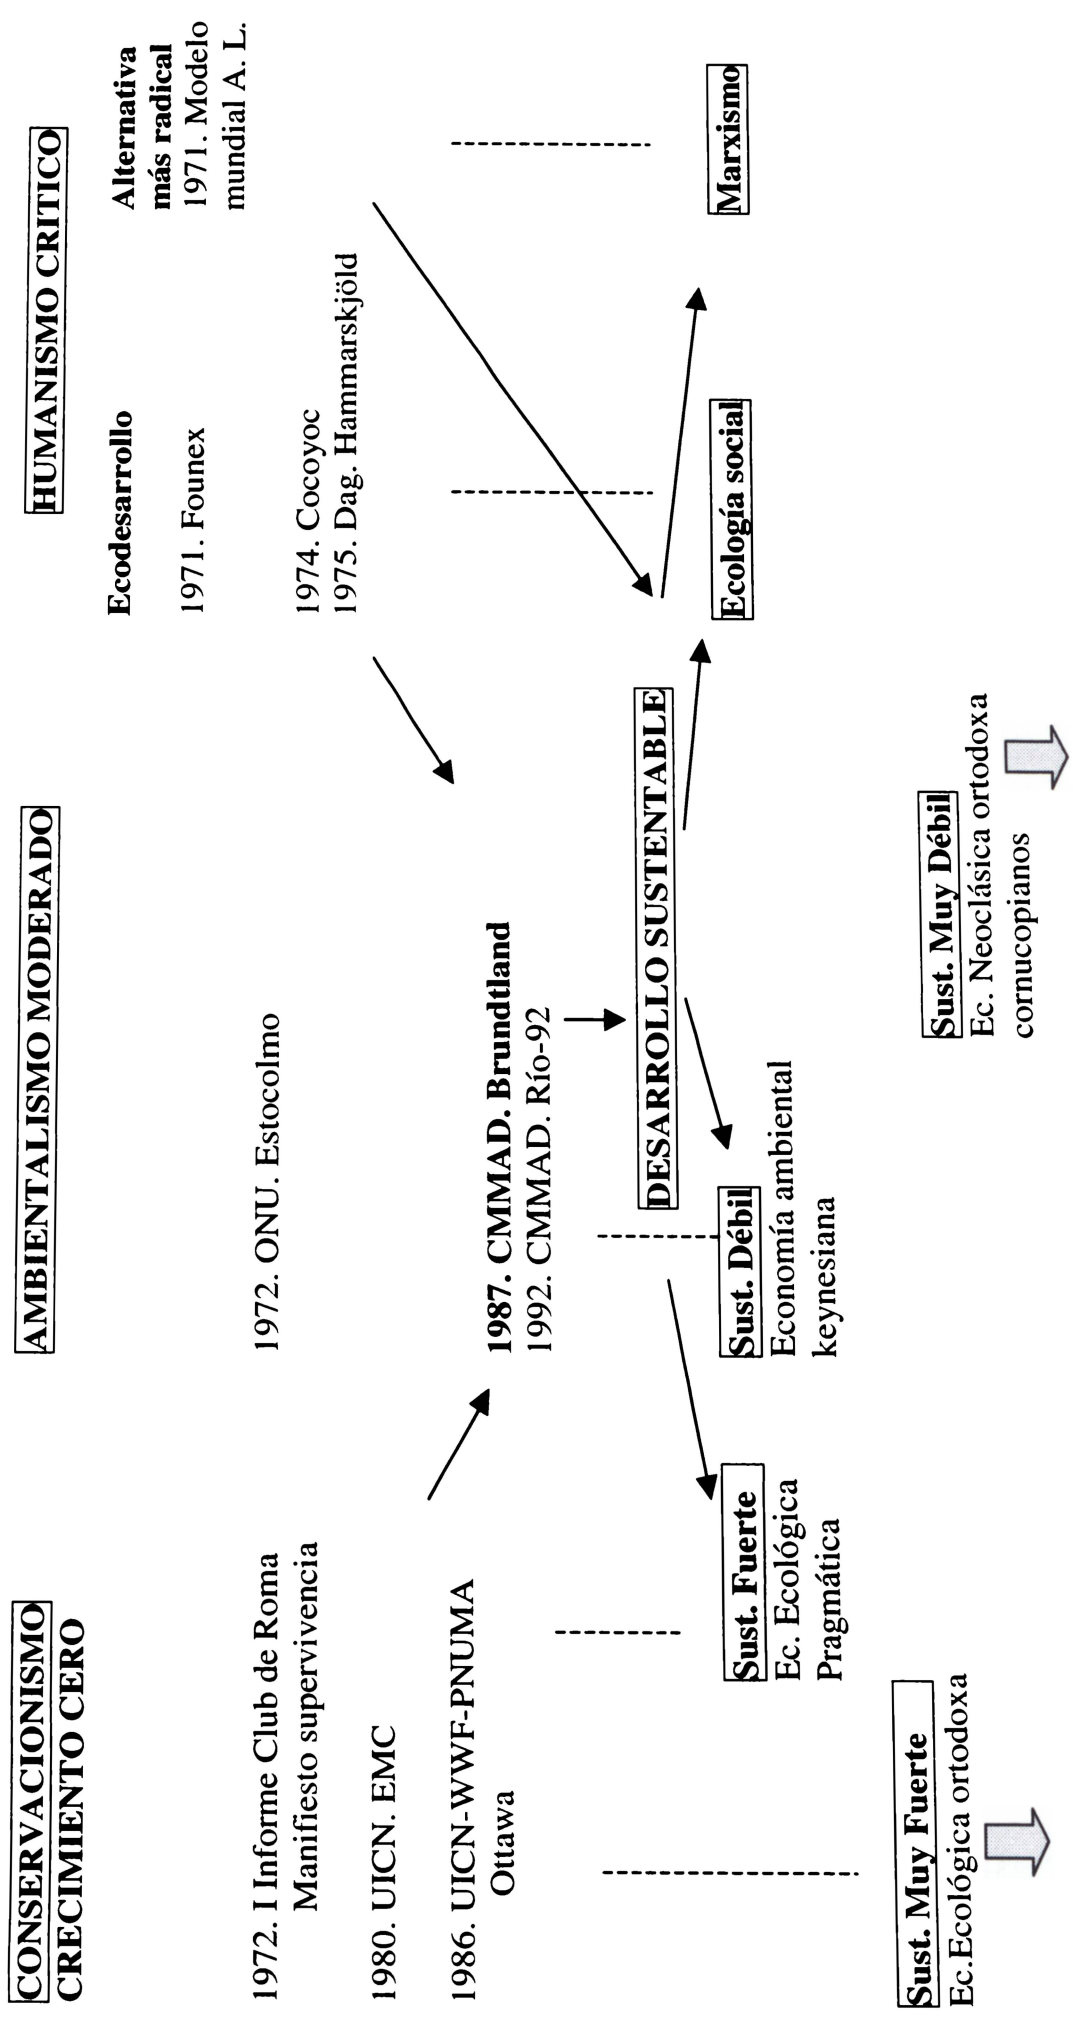 CONSERVACIONISMO
CRECIMIENTO CERO
AMBIENTALISMO MODERADO
HUMANISMO CRITICO
Ecodesarrollo
Alternativa
más radical
1971. Modelo
mundial A. L.
1971. Founex
1972. I Informe Club de Roma
Manifiesto supervivencia
1972. ONU. Estocolmo
1974. Cocoyoc
1975. Dag. Hammarskjöld
1980. UICN. EMC
1986. UICN-WWF-PNUMA
Ottawa
1987. CMMAD. Brundtland
1992. CMMAD. Río-92
DESARROLLO SUSTENTABLE
Sust. Fuerte
Ec. Ecológica
Pragmática
Sust. Débil
Economía ambiental
keynesiana
Ecología social
Marxismo
Sust. Muy Fuerte
Ec.Ecológica ortodoxa
Sust. Muy Débil
Ec. Neoclásica ortodoxa
cornucopianos